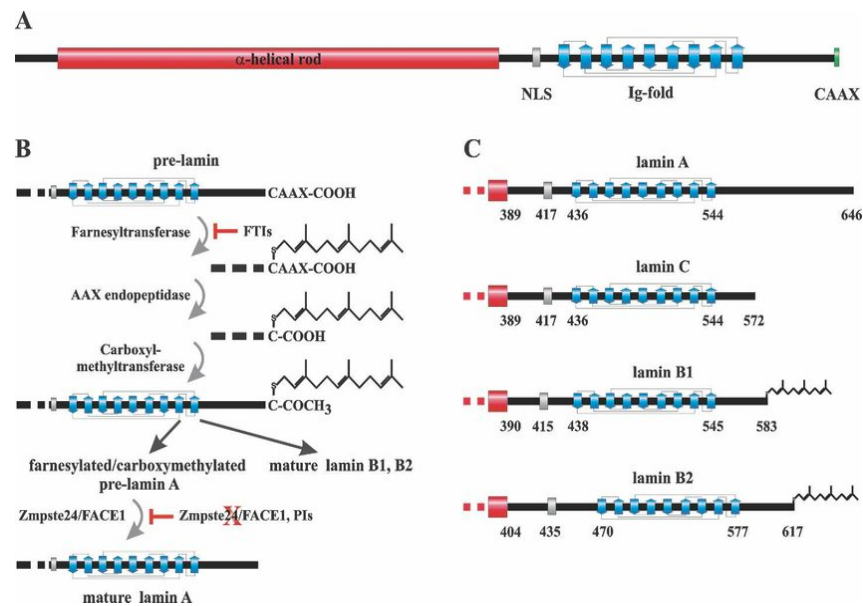 A
α-helical rod
NLS
Ig-fold
CAAX
B
pre-lamin
CAAX-COOH
Farnesyltransferase
FTIs
S
CAAX-COOH
AAX endopeptidase
S
C-COOH
Carboxyl-
methyltransferase
S
C-COCH3
farnesylated/carboxymethylated
pre-lamin A
mature lamin B1, B2
Zmpste24/FACE1
Zmpste24/FACE1, PIs
X
mature lamin A
C
lamin A
389 417 436 544 646
lamin C
389 417 436 544 572
lamin B1
390 415 438 545 583
lamin B2
404 435 470 577 617